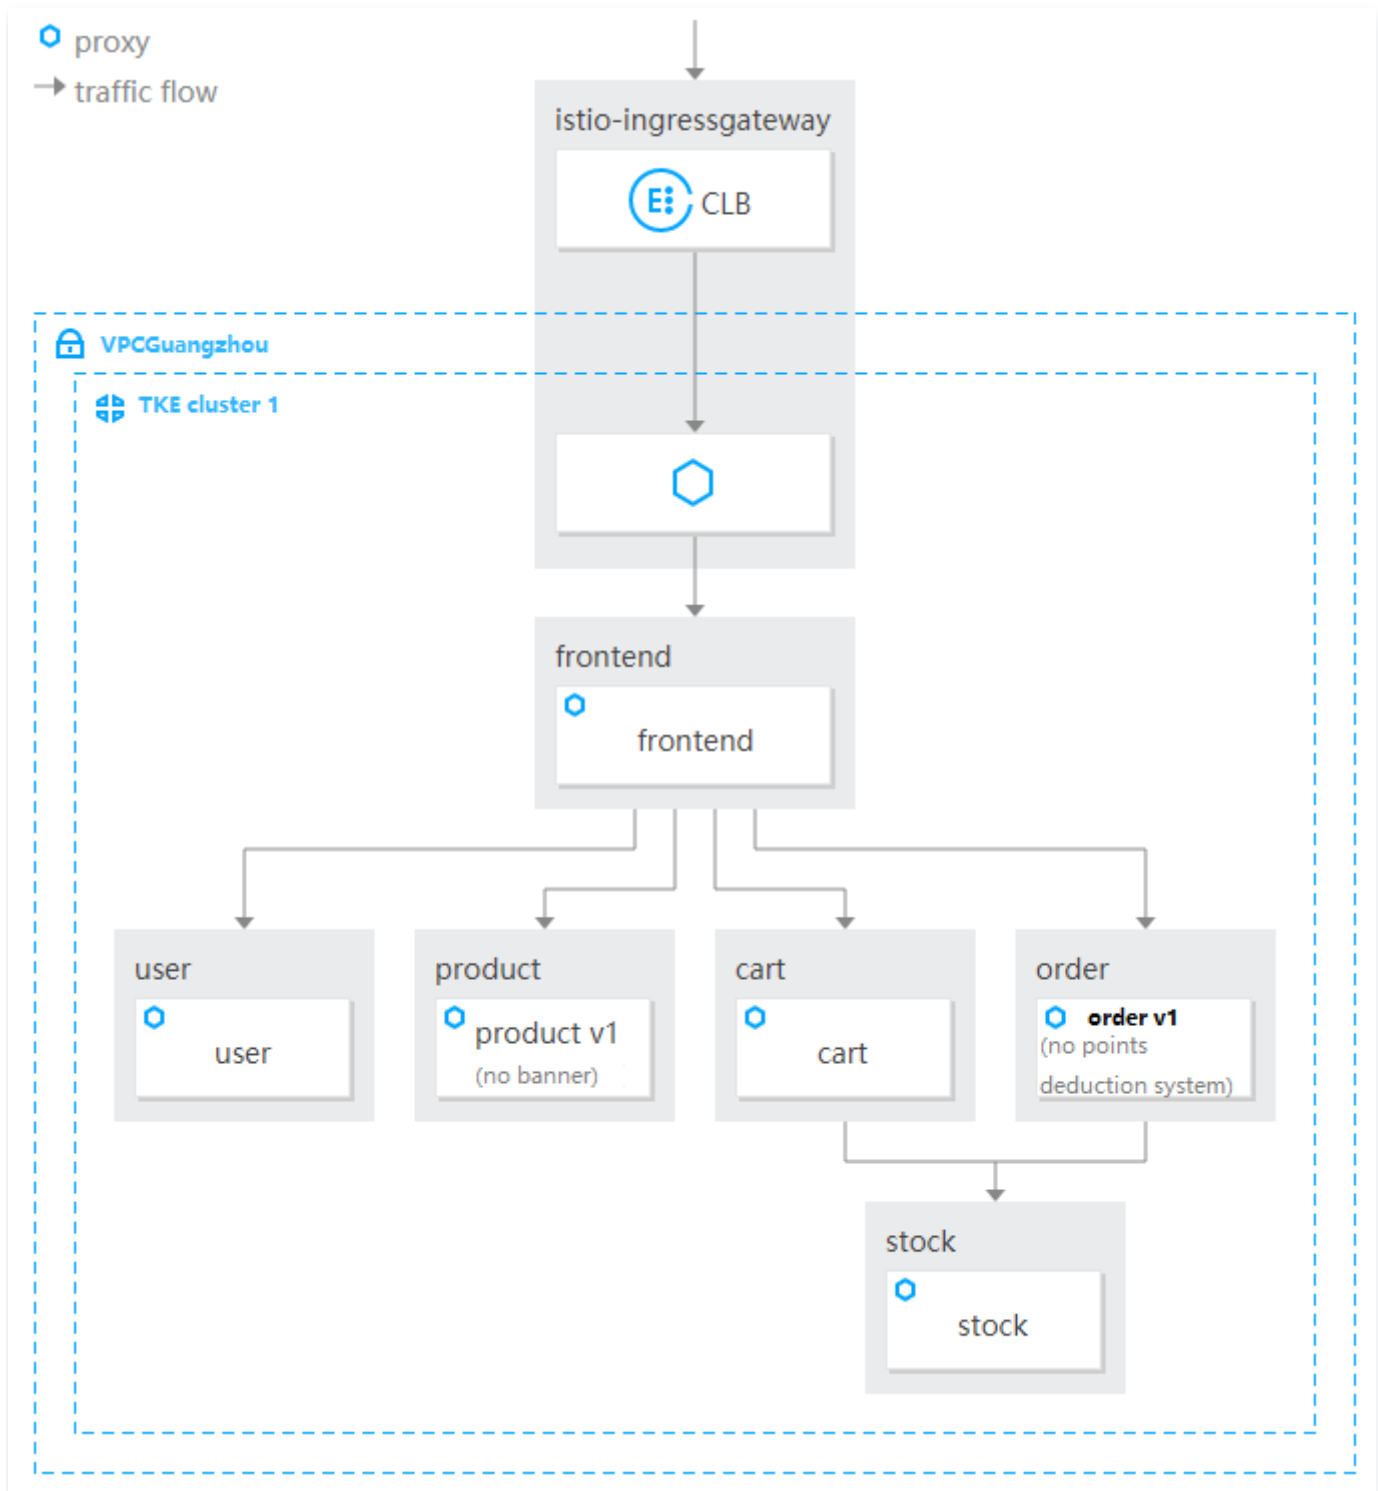 proxy
traffic flow
istio-ingressgateway
CLB
VPCGuangzhou
TKE cluster 1
frontend
frontend
user
user
product
product v1
(no banner)
cart
cart
order
order v1
(no points
deduction system)
stock
stock